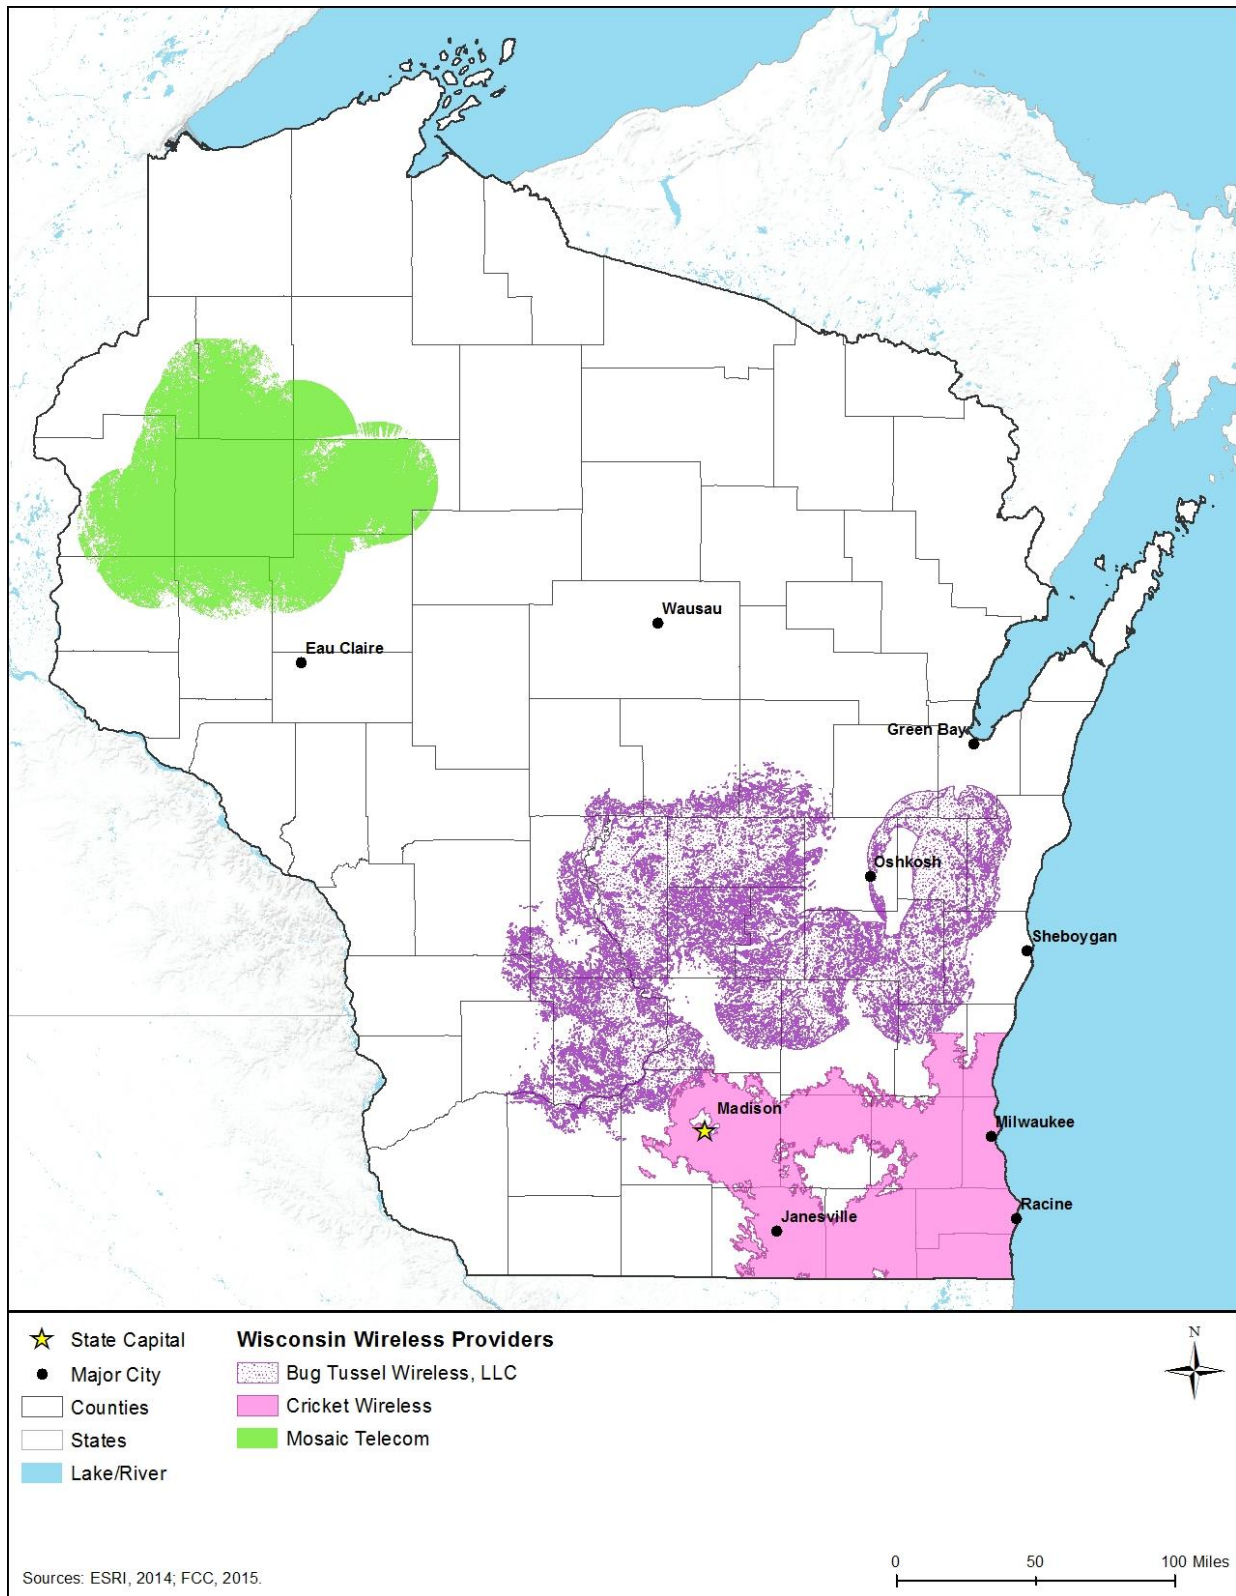 Wausau
Eau Claire
Green Bay
Oshkosh
Sheboygan
Madison
Milwaukee
Racine
Janesville
State Capital
Major City
Counties
States
Lake/River
Wisconsin Wireless Providers
Bug Tussel Wireless, LLC
Cricket Wireless
Mosaic Telecom
N
0 50 100 Miles
Sources: ESRI, 2014; FCC, 2015.